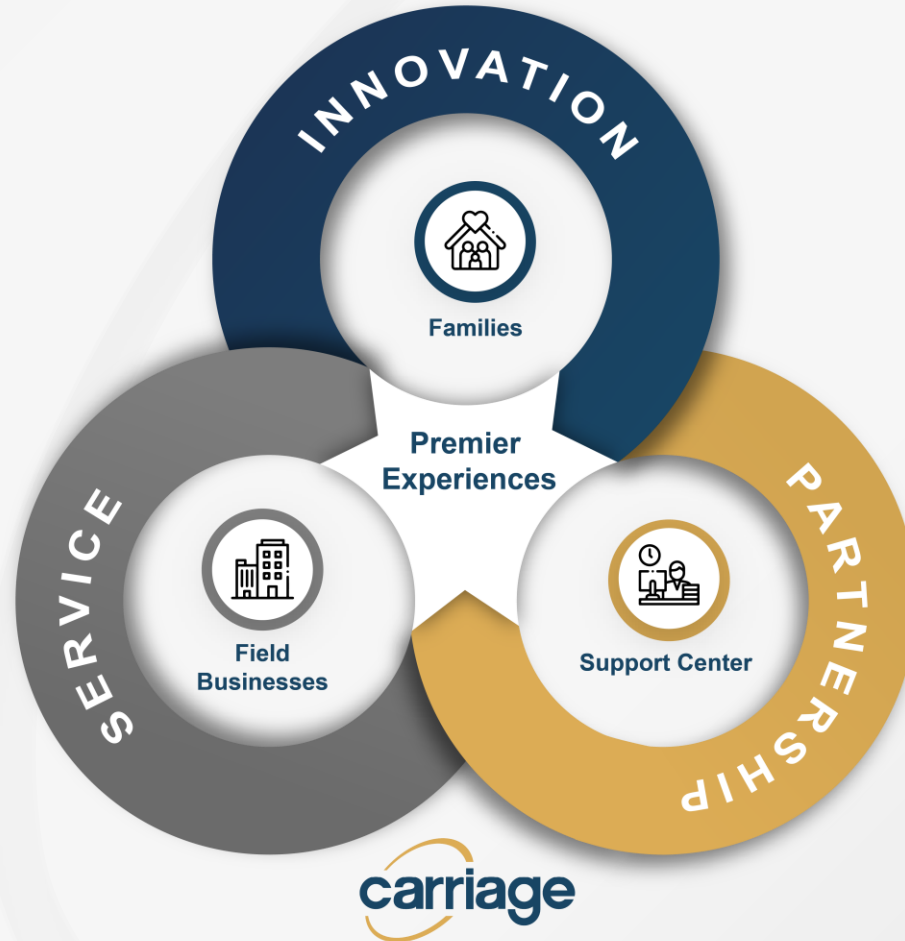 INNOVATION
Families
Premier
Experiences
SERVICE
Field
Businesses
PARTNERSHIP
Support Center
carriage